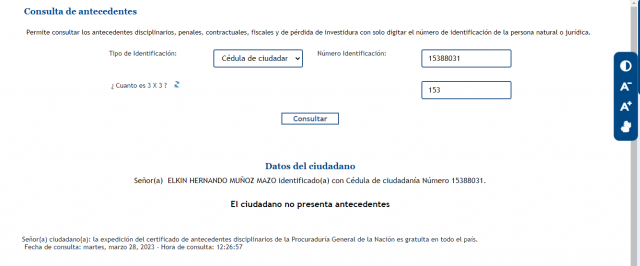 Consulta de antecedentes
Permite consultar los antecedentes disciplinarios, penales, contractuales, fiscales y de pérdida de investidura con solo digitar el número de identificación de la persona natural o jurídica.
Tipo de Identificación: Cédula de ciudadar Número Identificación: 15388031
¿ Cuanto es 3 X 3 ? 153
Consultar
Datos del ciudadano
Señor(a) ELKIN HERNANDO MUÑOZ MAZO identificado(a) con Cédula de ciudadanía Número 15388031.
El ciudadano no presenta antecedentes
Señor(a) ciudadano(a): la expedición del certificado de antecedentes disciplinarios de la Procuraduría General de la Nación es gratuita en todo el país.
Fecha de consulta: martes, marzo 28, 2023 - Hora de consulta: 12:26:57
A-
A+